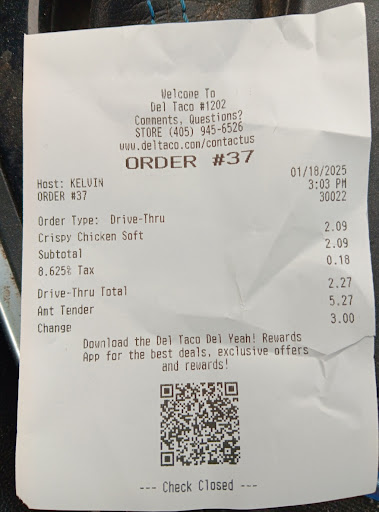 Welcome To
Del Taco #1202
Comments, Questions?
STORE (405) 945-6526
www.deltaco.com/contactus
ORDER #37
01/18/2025
Host: KELVIN 3:03 PM
ORDER #37 30022
Order Type: Drive-Thru
Crispy Chicken Soft 2.09
Subtotal 2.09
8.625% Tax 0.18
Drive-Thru Total 2.27
Amt Tender 5.27
Change 3.00
Download the Del Taco Del Yeah! Rewards
App for the best deals, exclusive offers
and rewards!
--- Check Closed ---